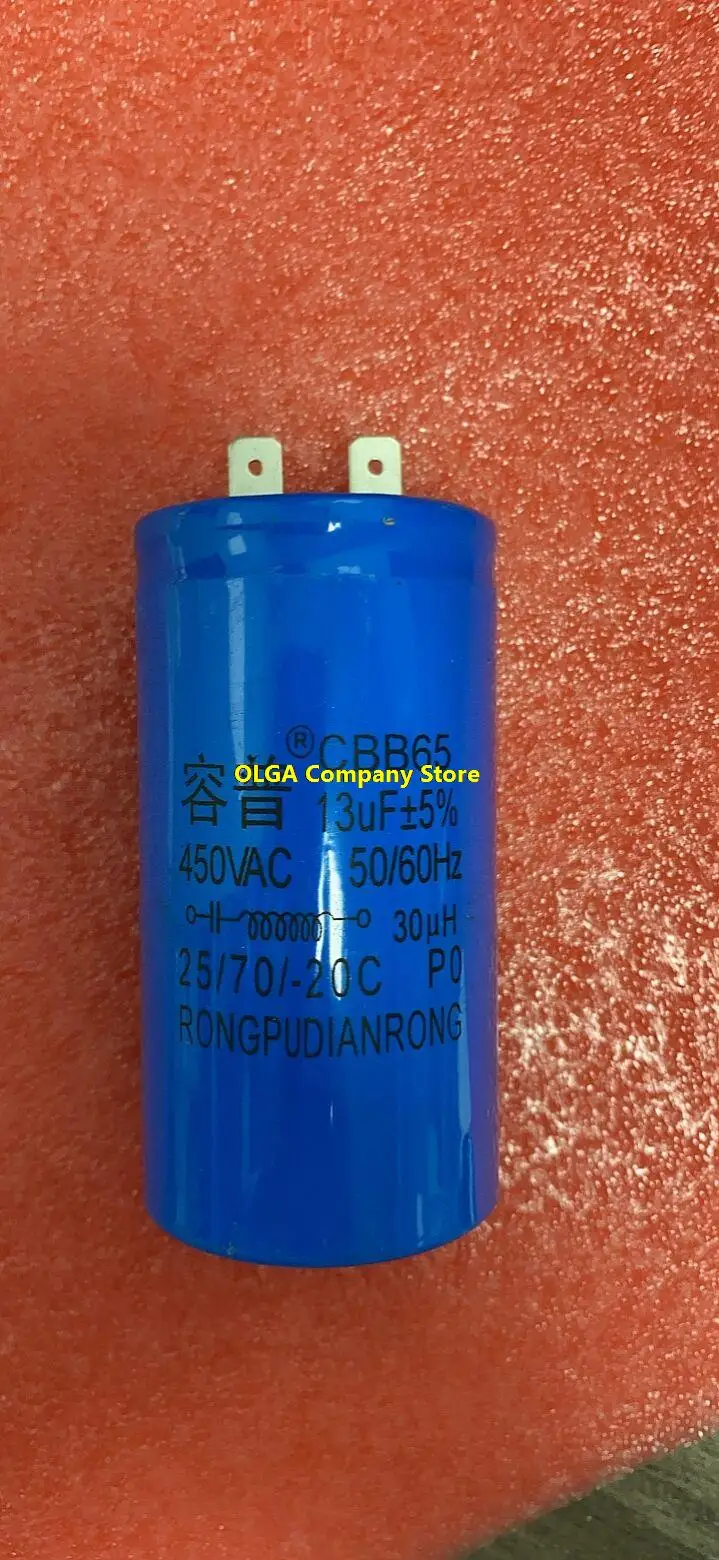 ®CBB65
容普
OLGA Company Store
13uF±5%
450VAC 50/60Hz
30µH
25/70/-20C P0
RONGPUDIANRONG